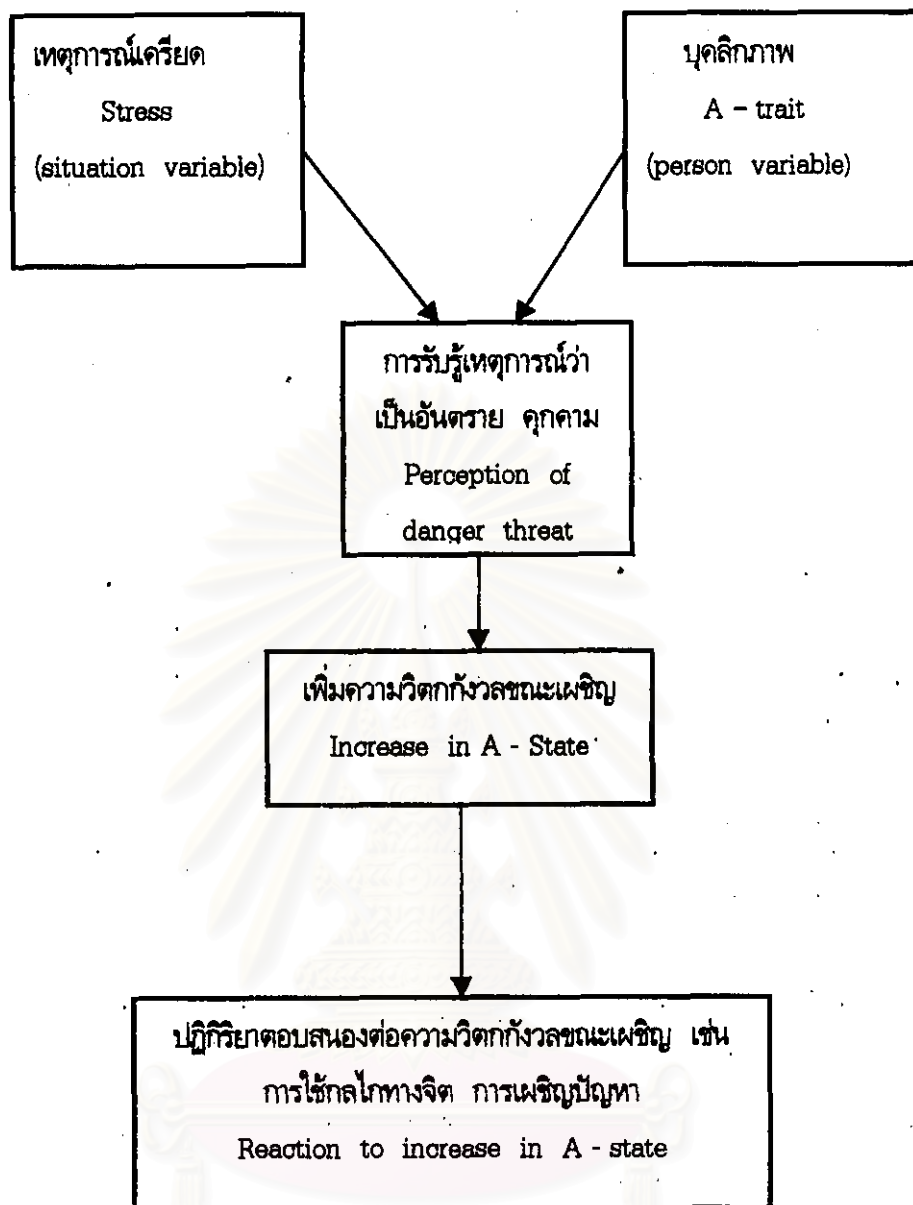 เหตุการณ์เครียด
Stress
(situation variable)
บุคลิกภาพ
A - trait
(person variable)
การรับรู้เหตุการณ์ว่า
เป็นอันตราย คุกคาม
Perception of
danger threat
เพิ่มความวิตกกังวลขณะเผชิญ
Increase in A - State
ปฏิกิริยาตอบสนองต่อความวิตกกังวลขณะเผชิญ เช่น
การใช้กลไกทางจิต การเผชิญปัญหา
Reaction to increase in A - state